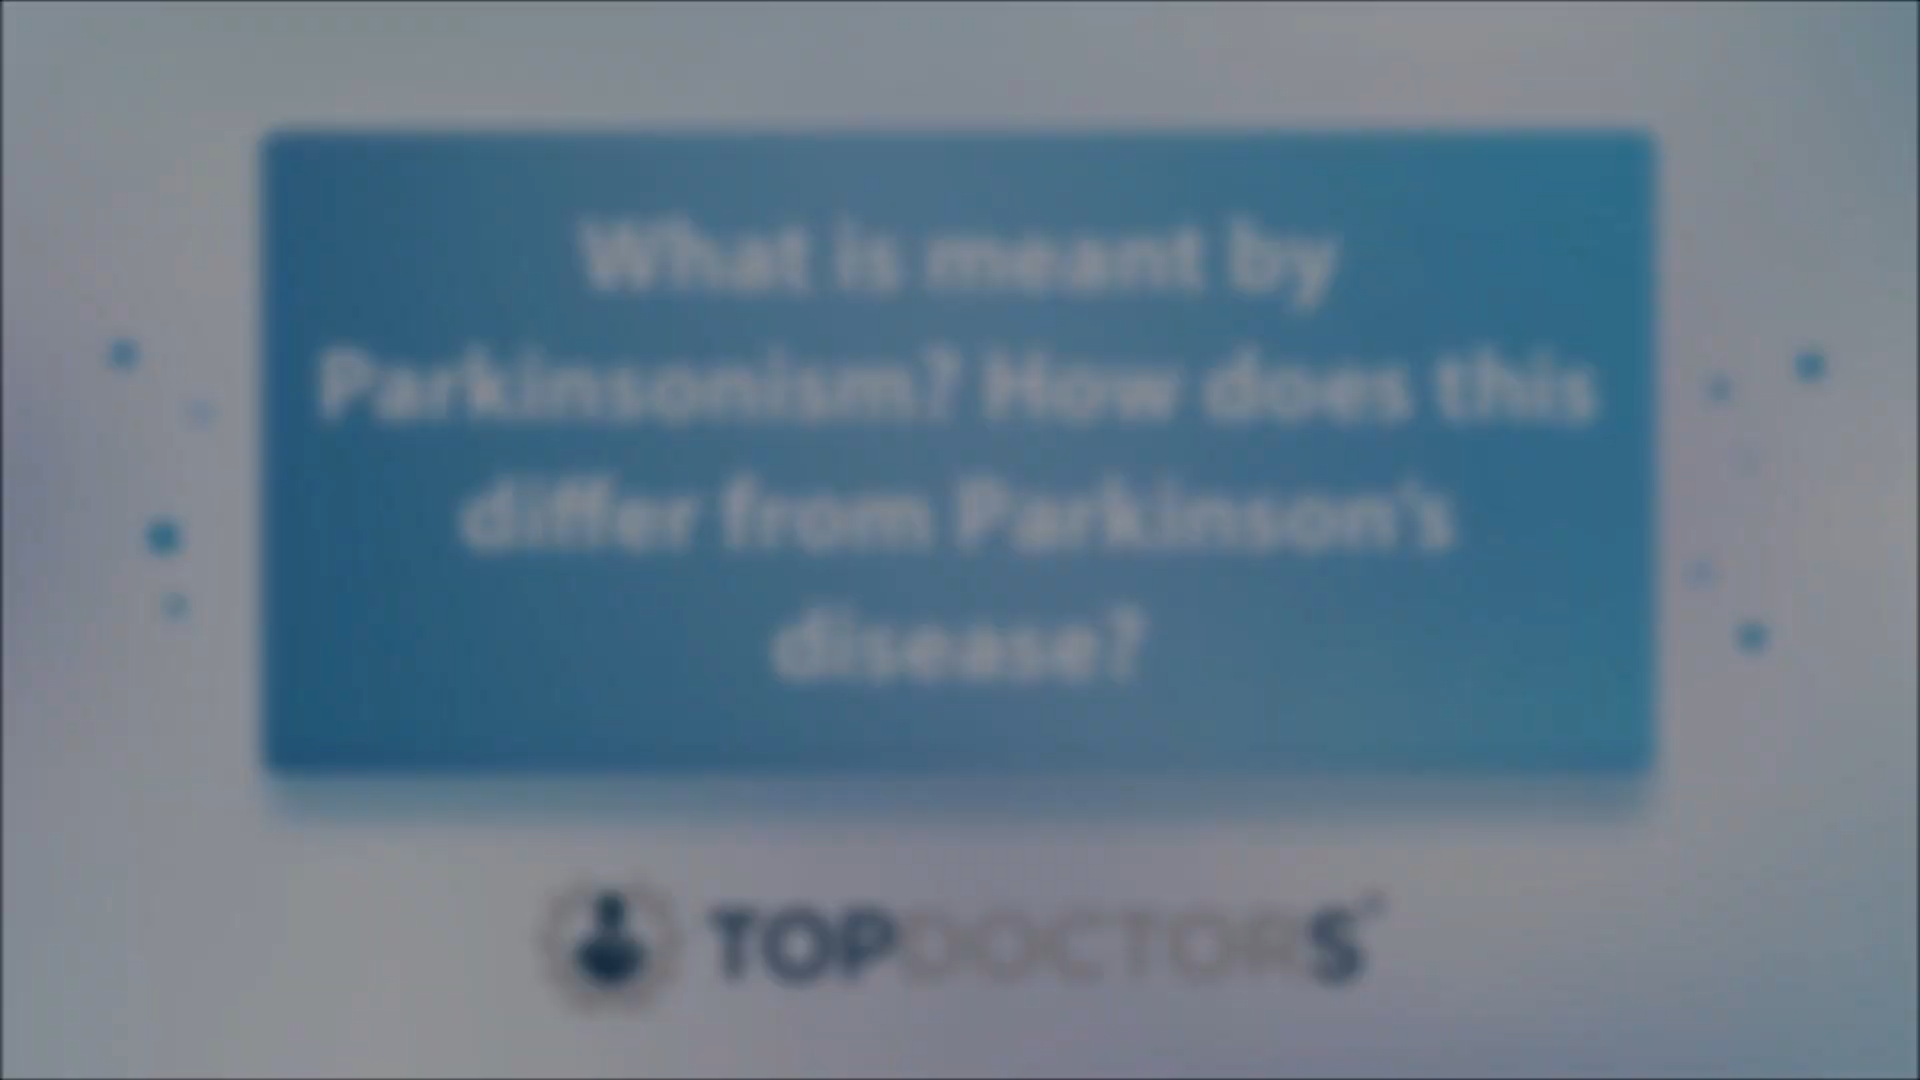 What is meant by
Parkinsonism? How does this
differ from Parkinson's
disease?
TOPDOCTORS